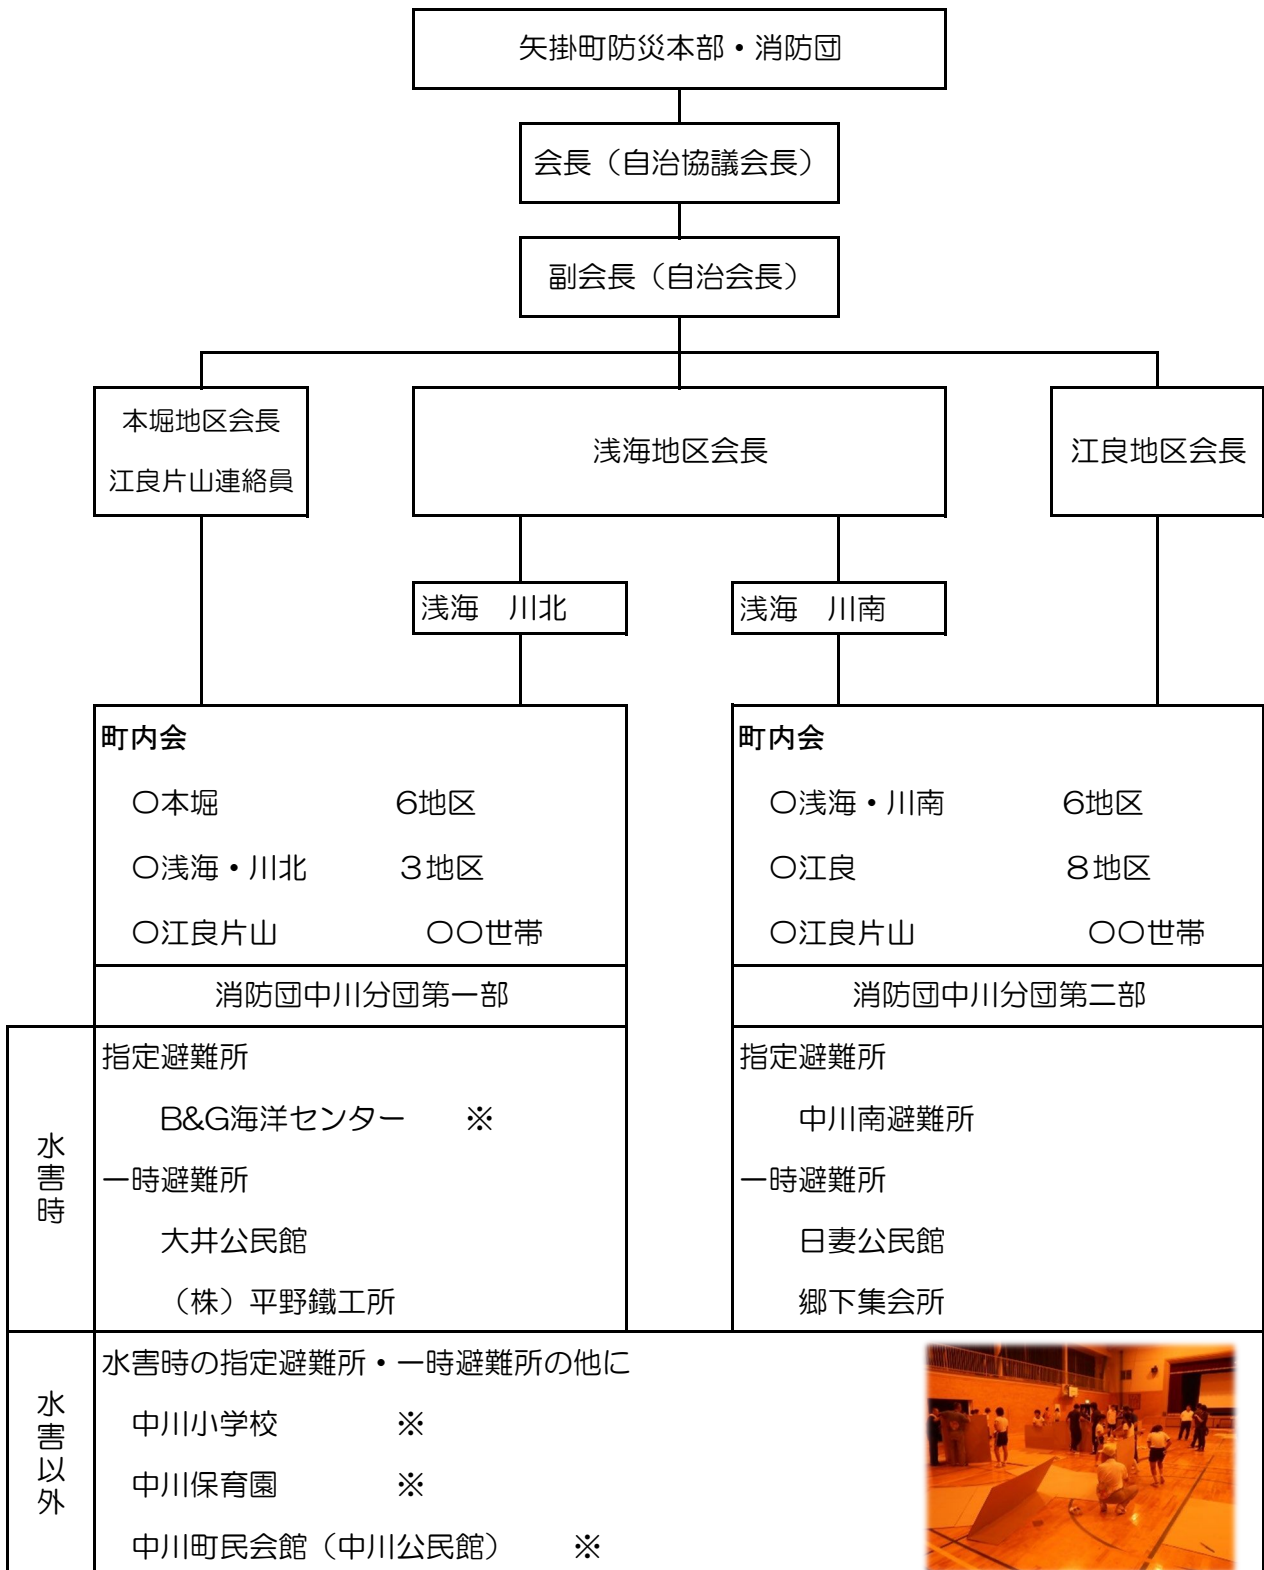 矢掛町防災本部・消防団
会長（自治協議会長）
副会長（自治会長）
本堀地区会長
江良片山連絡員
浅海地区会長
江良地区会長
浅海　川北
浅海　川南
町内会
〇本堀　6地区
〇浅海・川北　３地区
〇江良片山　〇〇世帯
消防団中川分団第一部
町内会
〇浅海・川南　6地区
〇江良　８地区
〇江良片山　〇〇世帯
消防団中川分団第二部
水害時
指定避難所
B&G海洋センター　※
一時避難所
大井公民館
（株）平野鐵工所
指定避難所
中川南避難所
一時避難所
日妻公民館
郷下集会所
水害以外
水害時の指定避難所・一時避難所の他に
中川小学校　※
中川保育園　※
中川町民会館（中川公民館）　※